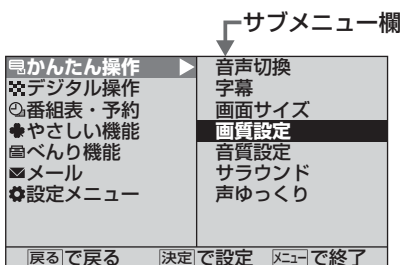 サブメニュー欄
かんたん操作
デジタル操作
番組表・予約
やさしい機能
べんり機能
メール
設定メニュー
音声切換
字幕
画面サイズ
画質設定
音質設定
サラウンド
声ゆっくり
戻るで戻る 決定で設定 メニューで終了